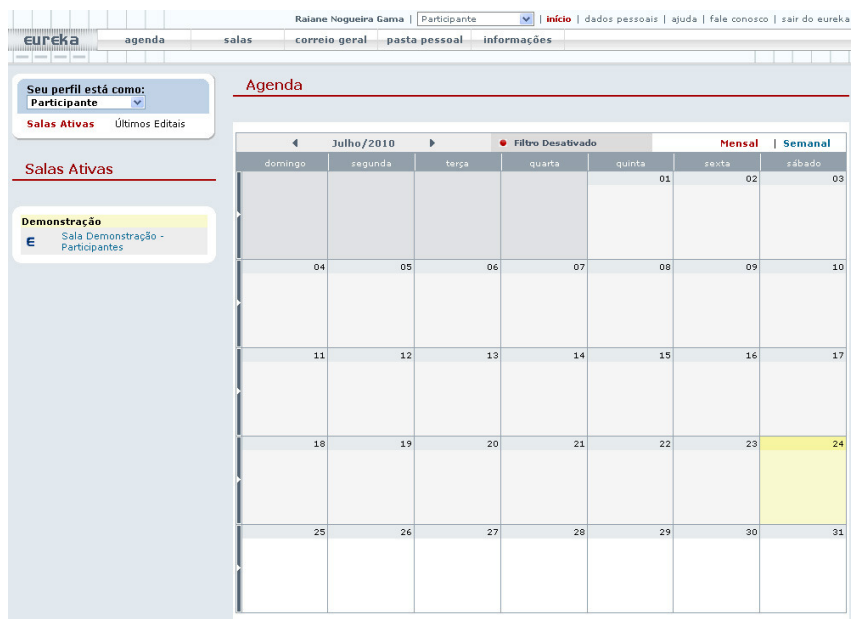 Raiane Nogueira Gama | Participante | início | dados pessoais | ajuda | fale conosco | sair do eureka
eureka agenda salas correio geral pasta pessoal informações
Seu perfil está como:
Participante
Salas Ativas Últimos Editais
Salas Ativas
Demonstração
E Sala Demonstração -
Participantes
Agenda
Julho/2010 Filtro Desativado Mensal | Semanal
domingo segunda terça quarta quinta sexta sábado
01 02 03
04 05 06 07 08 09 10
11 12 13 14 15 16 17
18 19 20 21 22 23 24
25 26 27 28 29 30 31